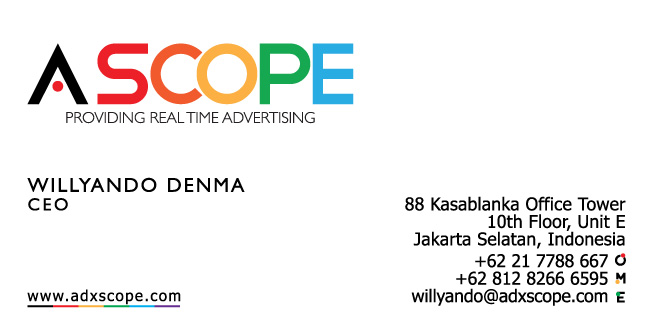 ASCOPE
PROVIDING REAL TIME ADVERTISING
WILLYANDO DENMA
CEO
88 Kasablanka Office Tower
10th Floor, Unit E
Jakarta Selatan, Indonesia
+62 21 7788 667 O
+62 812 8266 6595 M
willyando@adxscope.com E
www.adxscope.com